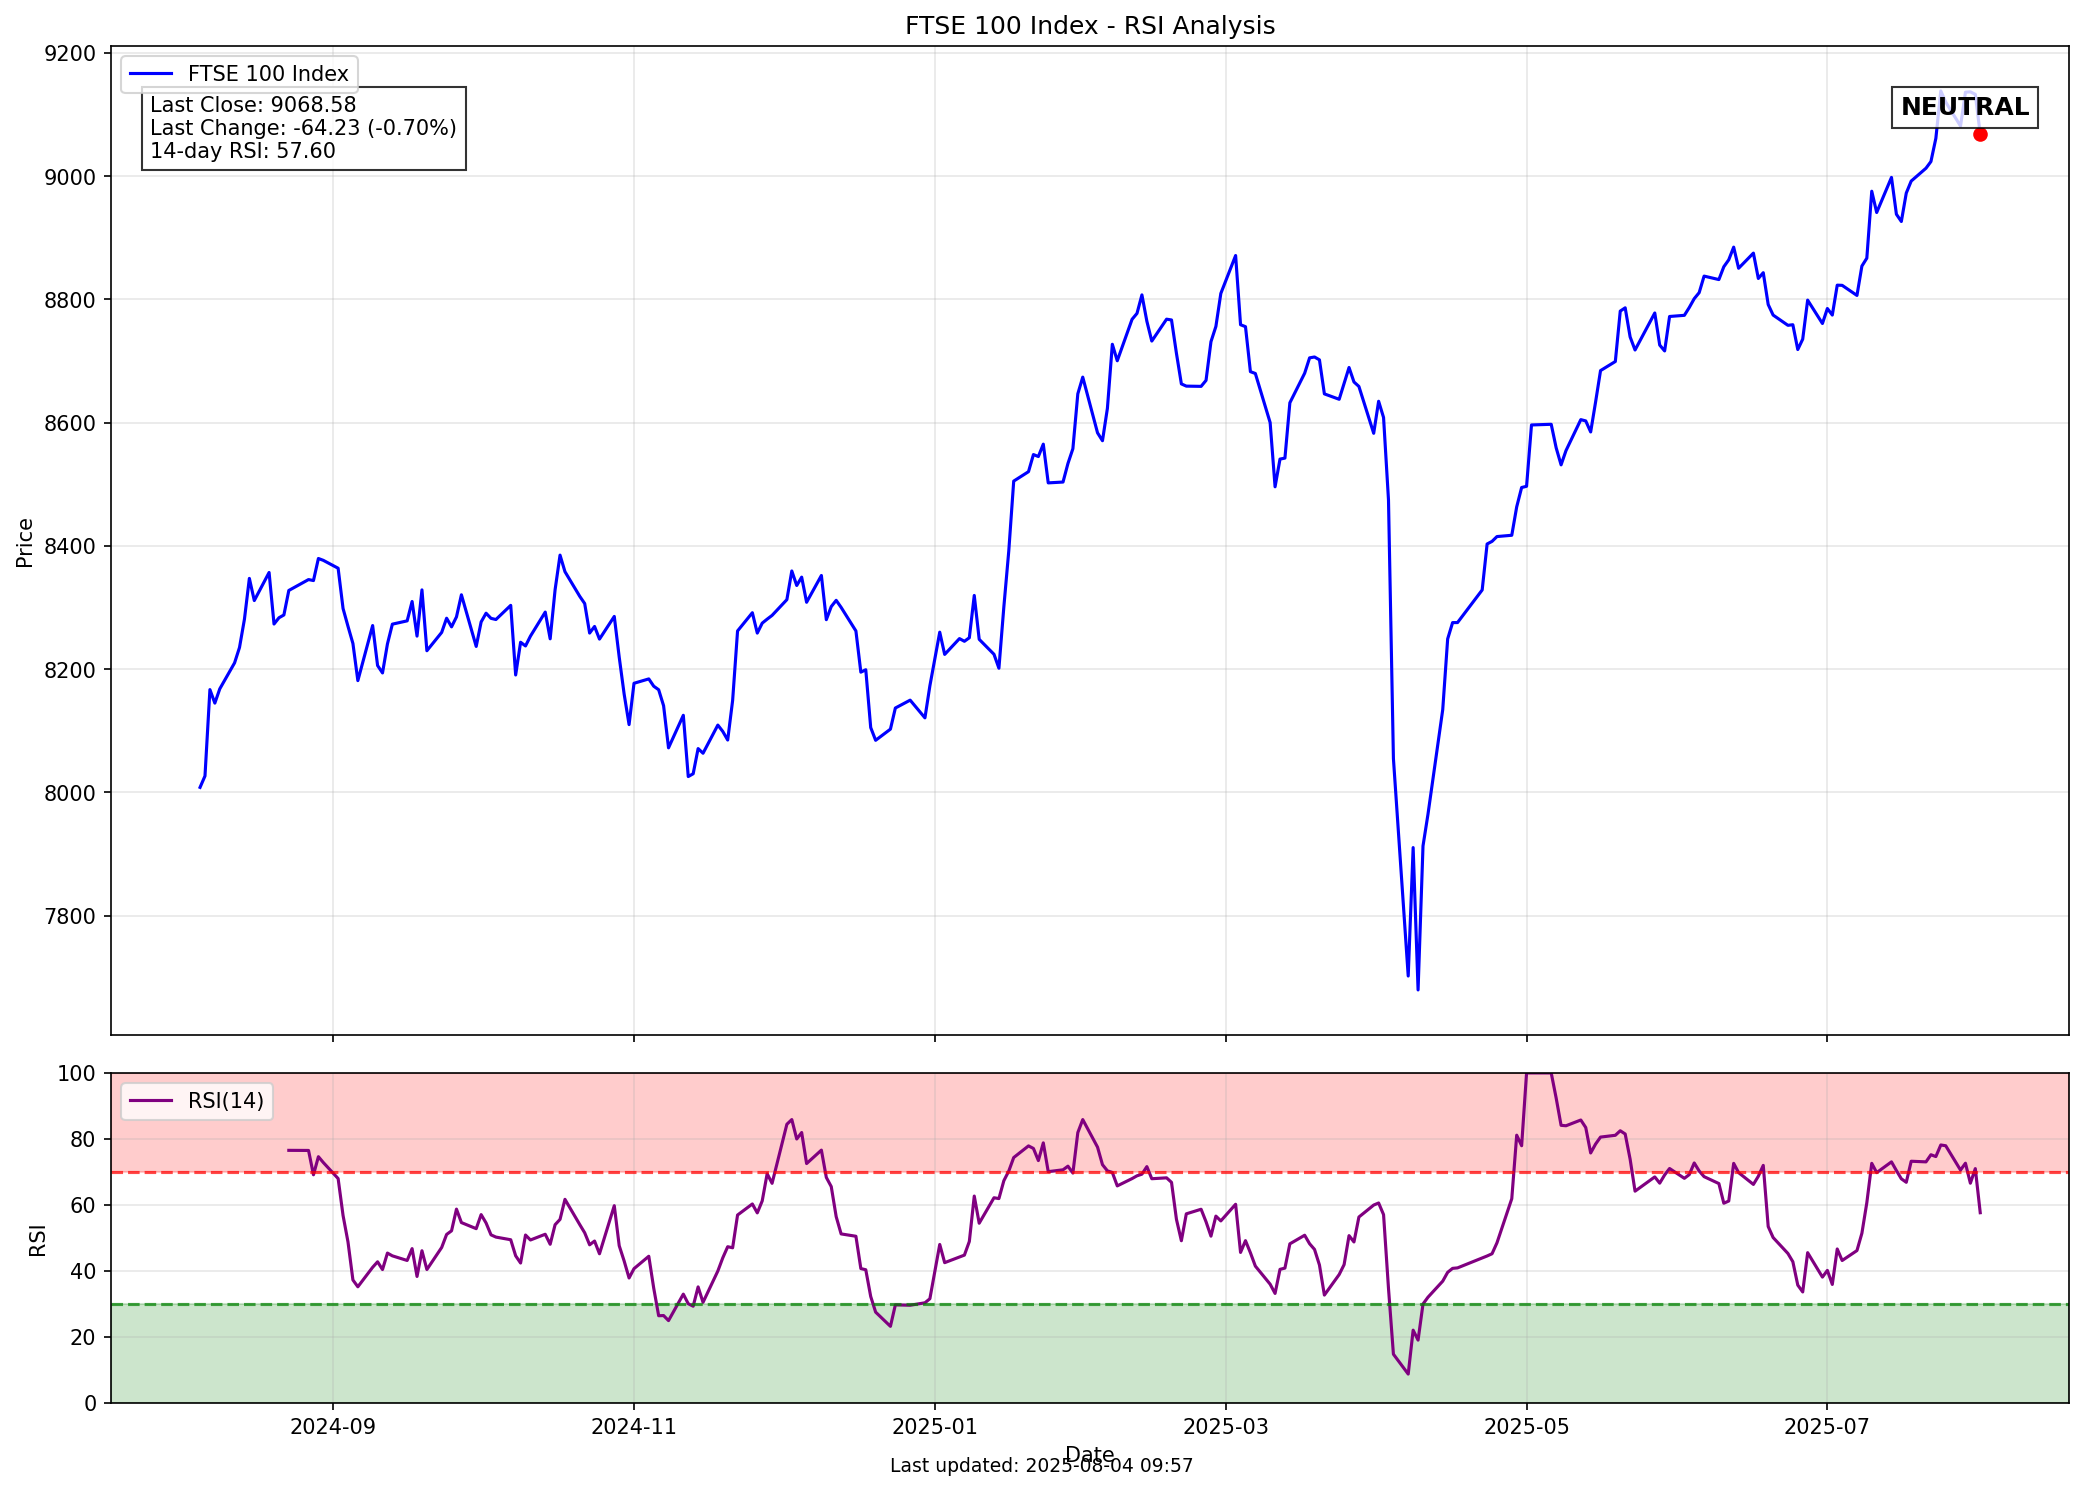 FTSE 100 Index - RSI Analysis
FTSE 100 Index
Last Close: 9068.58
Last Change: -64.23 (-0.70%)
14-day RSI: 57.60
NEUTRAL
Price
9200
9000
8800
8600
8400
8200
8000
7800
RSI(14)
RSI
100
80
60
40
20
0
2024-09
2024-11
2025-01
2025-03
2025-05
2025-07
Date
Last updated: 2025-08-04 09:57